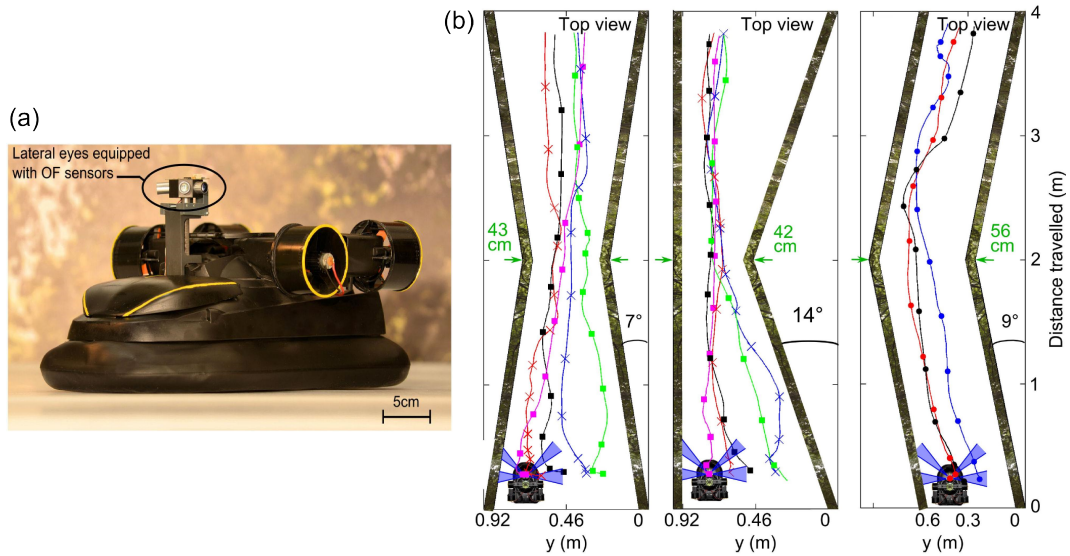 (a)
Lateral eyes equipped
with OF sensors
5cm
(b)
Top view
43
cm
7°
0.92
0.46
0
y (m)
Top view
42
cm
14°
0.92
0.46
0
y (m)
Top view
56
cm
9°
0.6
0.3
0
y (m)
4
3
2
1
0
Distance travelled (m)